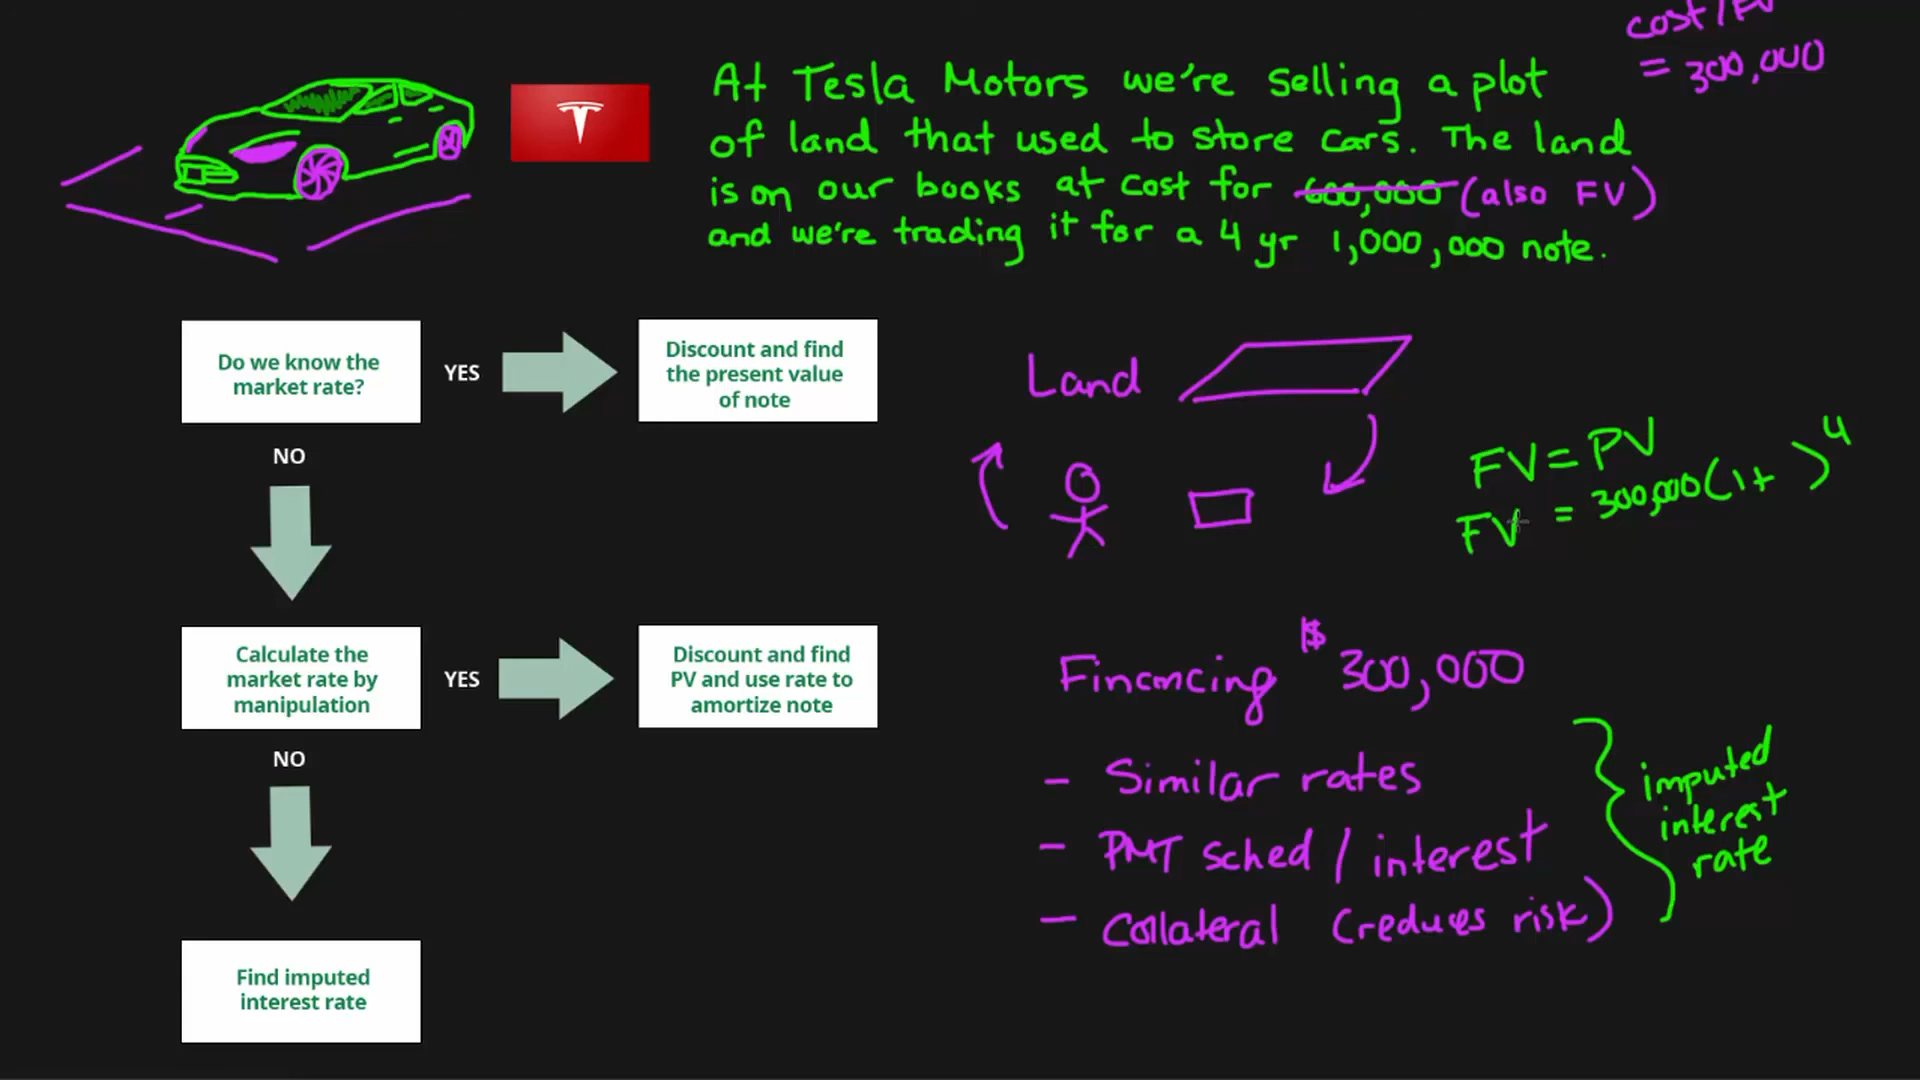 cost/FV
= 300,000
At Tesla Motors we're selling a plot
of land that used to store cars. The land
is on our books at cost for 600,000 (also FV)
and we're trading it for a 4 yr 1,000,000 note.
Do we know the
market rate?
YES
Discount and find
the present value
of note
NO
Calculate the
market rate by
manipulation
YES
Discount and find
PV and use rate to
amortize note
NO
Find imputed
interest rate
Land
FV = PV
FV = 300,000(1+ )4
Financing $300,000
- Similar rates
- PMT sched / interest
- Collateral (reduces risk)
imputed
interest
rate